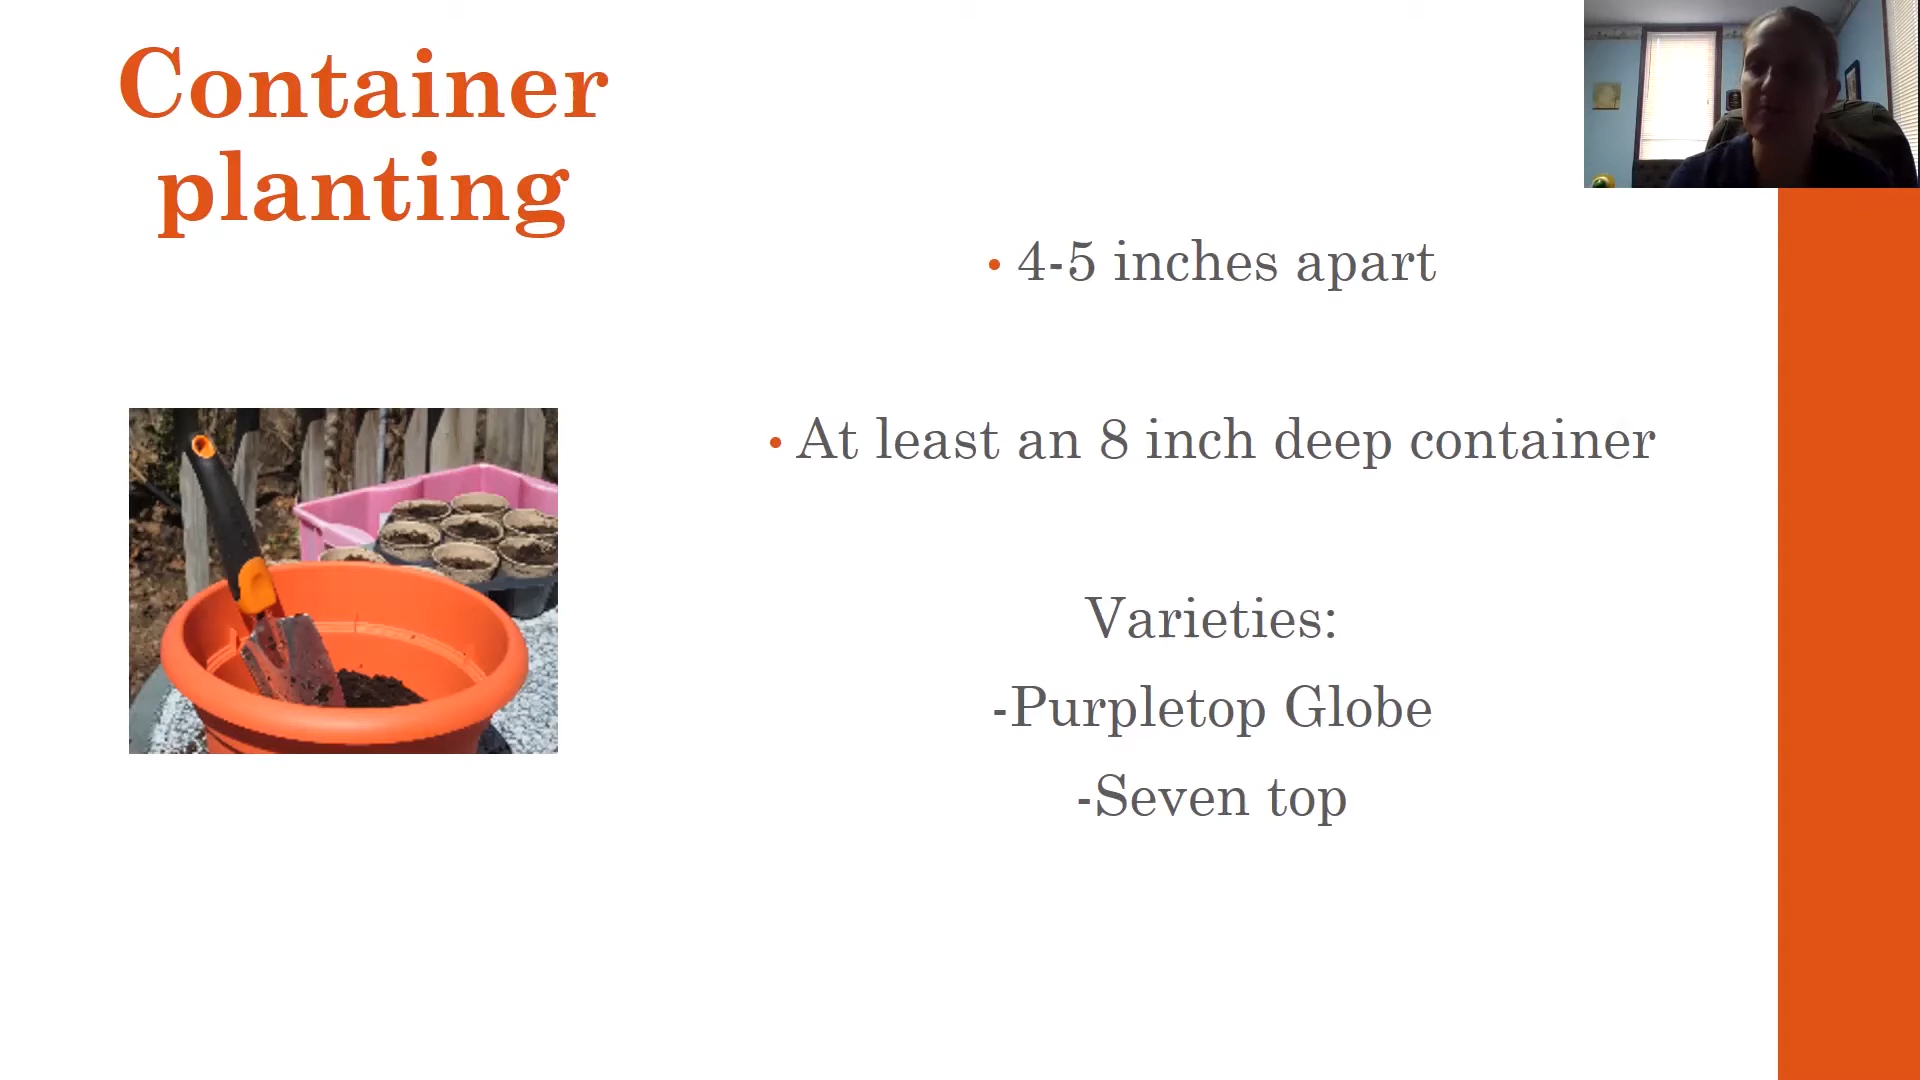 Container
planting
• 4-5 inches apart
• At least an 8 inch deep container
Varieties:
-Purpletop Globe
-Seven top